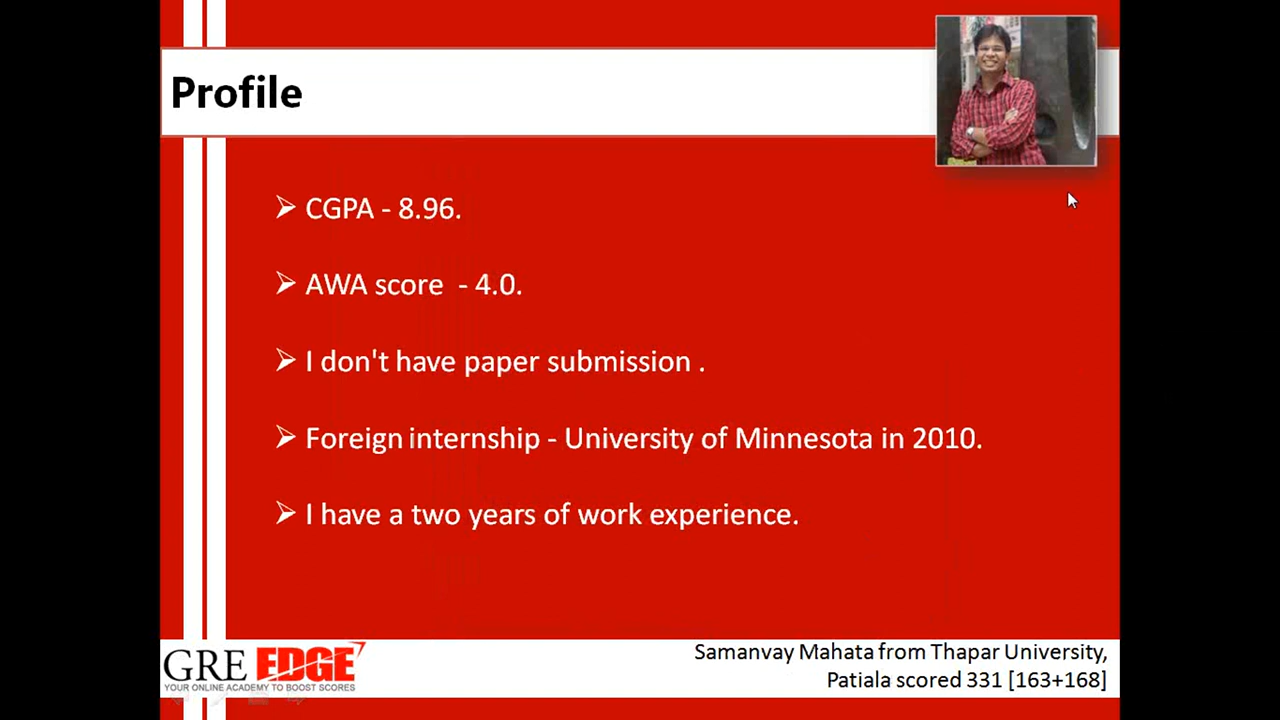 Profile
➢ CGPA - 8.96.
➢ AWA score - 4.0.
➢ I don't have paper submission .
➢ Foreign internship - University of Minnesota in 2010.
➢ I have a two years of work experience.
GRE EDGE
YOUR ONLINE ACADEMY TO BOOST SCORES
Samanvay Mahata from Thapar University,
Patiala scored 331 [163+168]